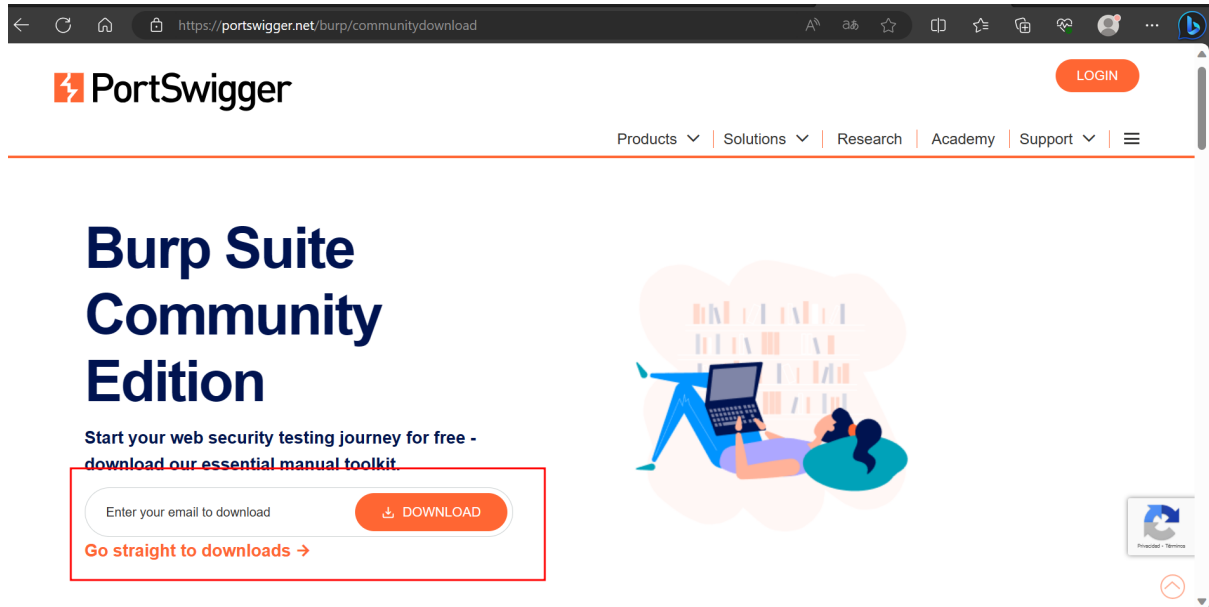 https://portswigger.net/burp/communitydownload
PortSwigger
LOGIN
Products
Solutions
Research
Academy
Support
Burp Suite
Community
Edition
Start your web security testing journey for free -
download our essential manual toolkit.
Enter your email to download
DOWNLOAD
Go straight to downloads →
Privacidad - Términos